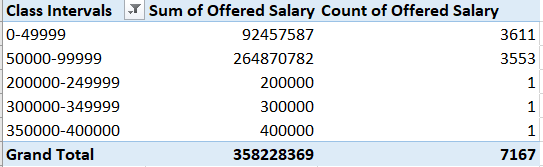 Class Intervals Sum of Offered Salary Count of Offered Salary
0-49999 92457587 3611
50000-99999 264870782 3553
200000-249999 200000 1
300000-349999 300000 1
350000-400000 400000 1
Grand Total 358228369 7167